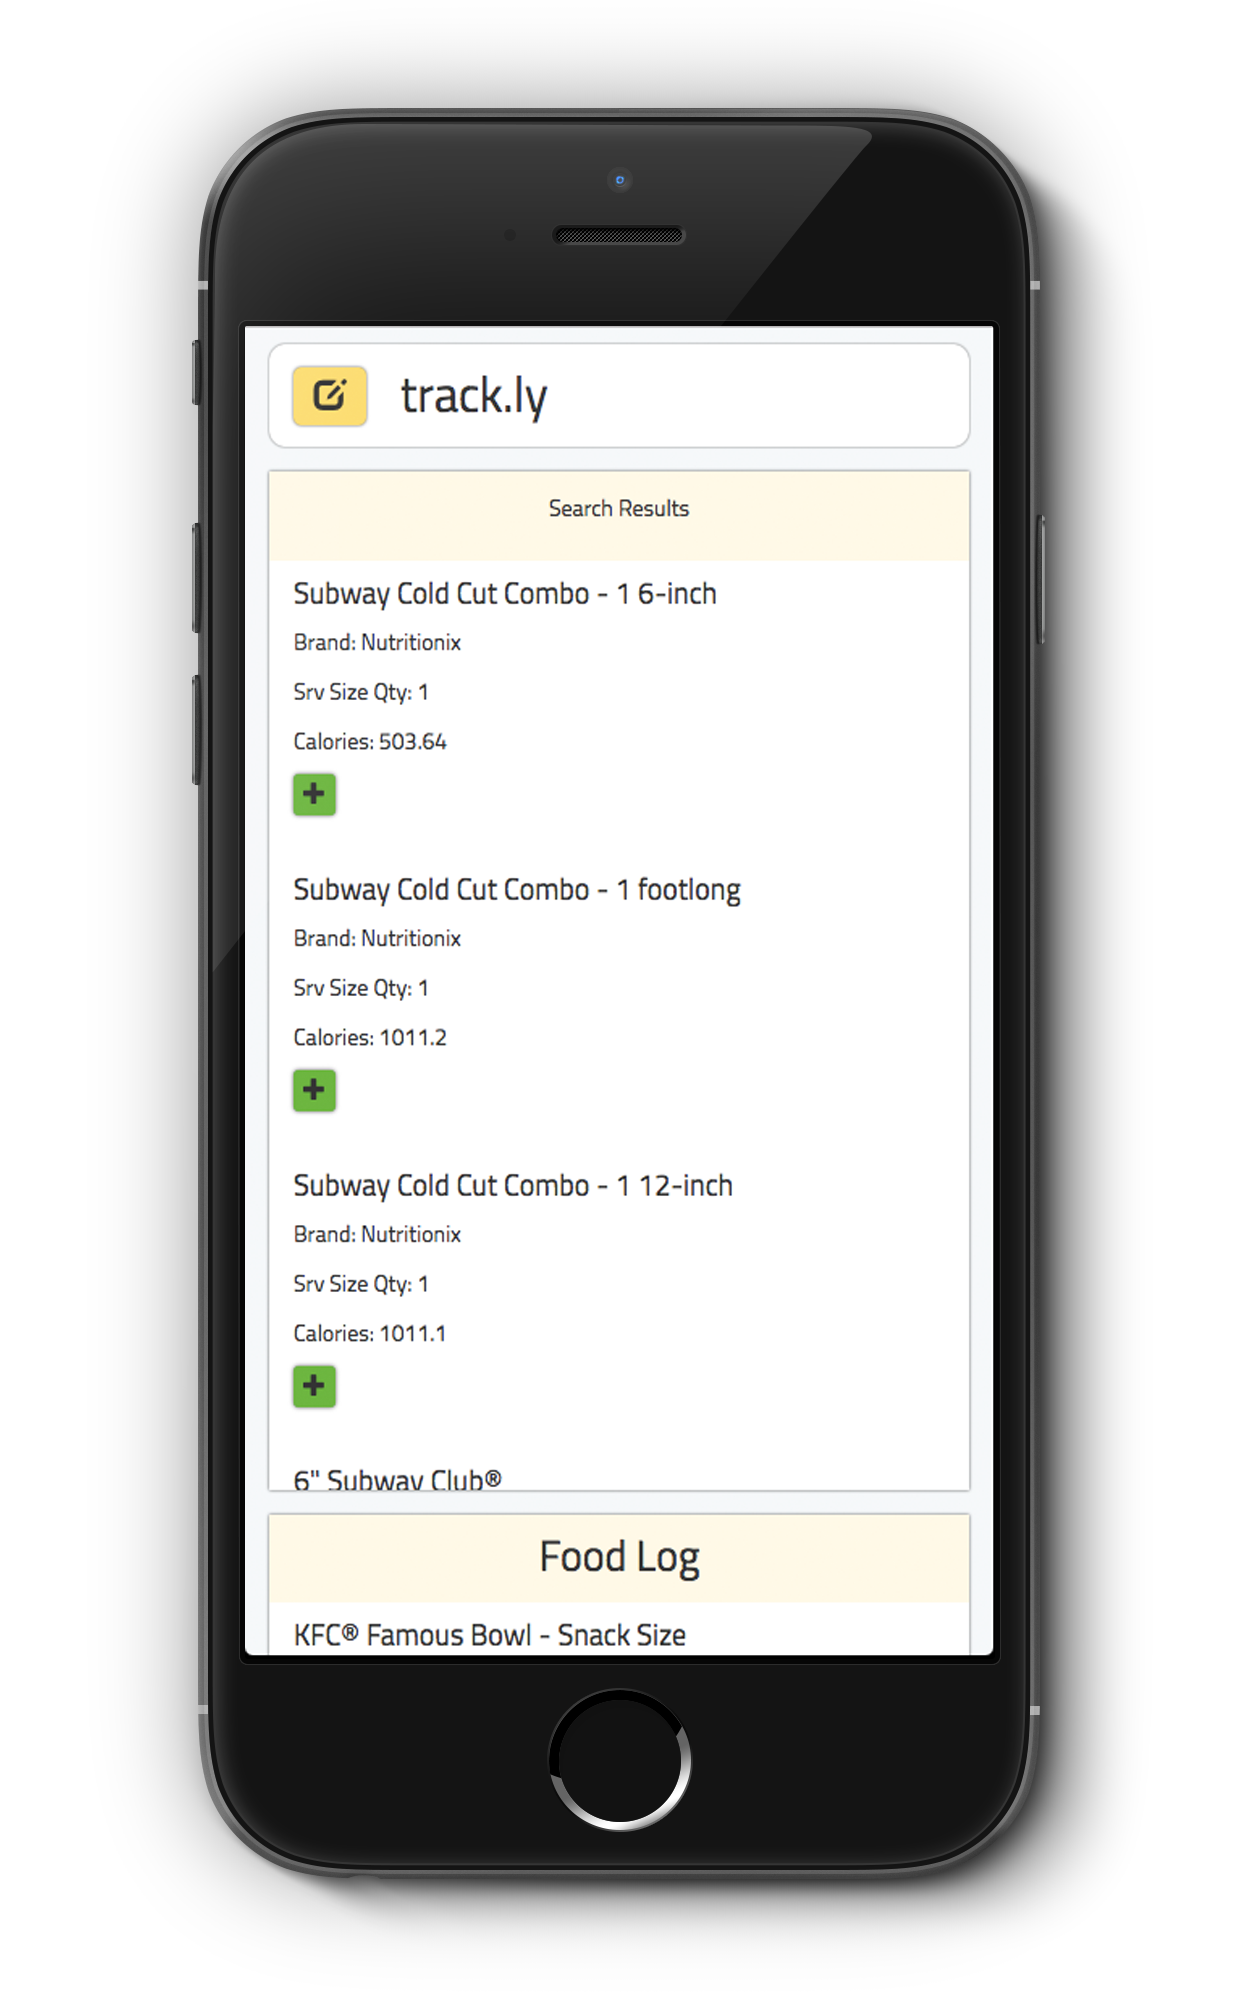 track.ly
Search Results
Subway Cold Cut Combo - 1 6-inch
Brand: Nutritionix
Srv Size Qty: 1
Calories: 503.64
Subway Cold Cut Combo - 1 footlong
Brand: Nutritionix
Srv Size Qty: 1
Calories: 1011.2
Subway Cold Cut Combo - 1 12-inch
Brand: Nutritionix
Srv Size Qty: 1
Calories: 1011.1
6" Subway Club®
Food Log
KFC® Famous Bowl - Snack Size